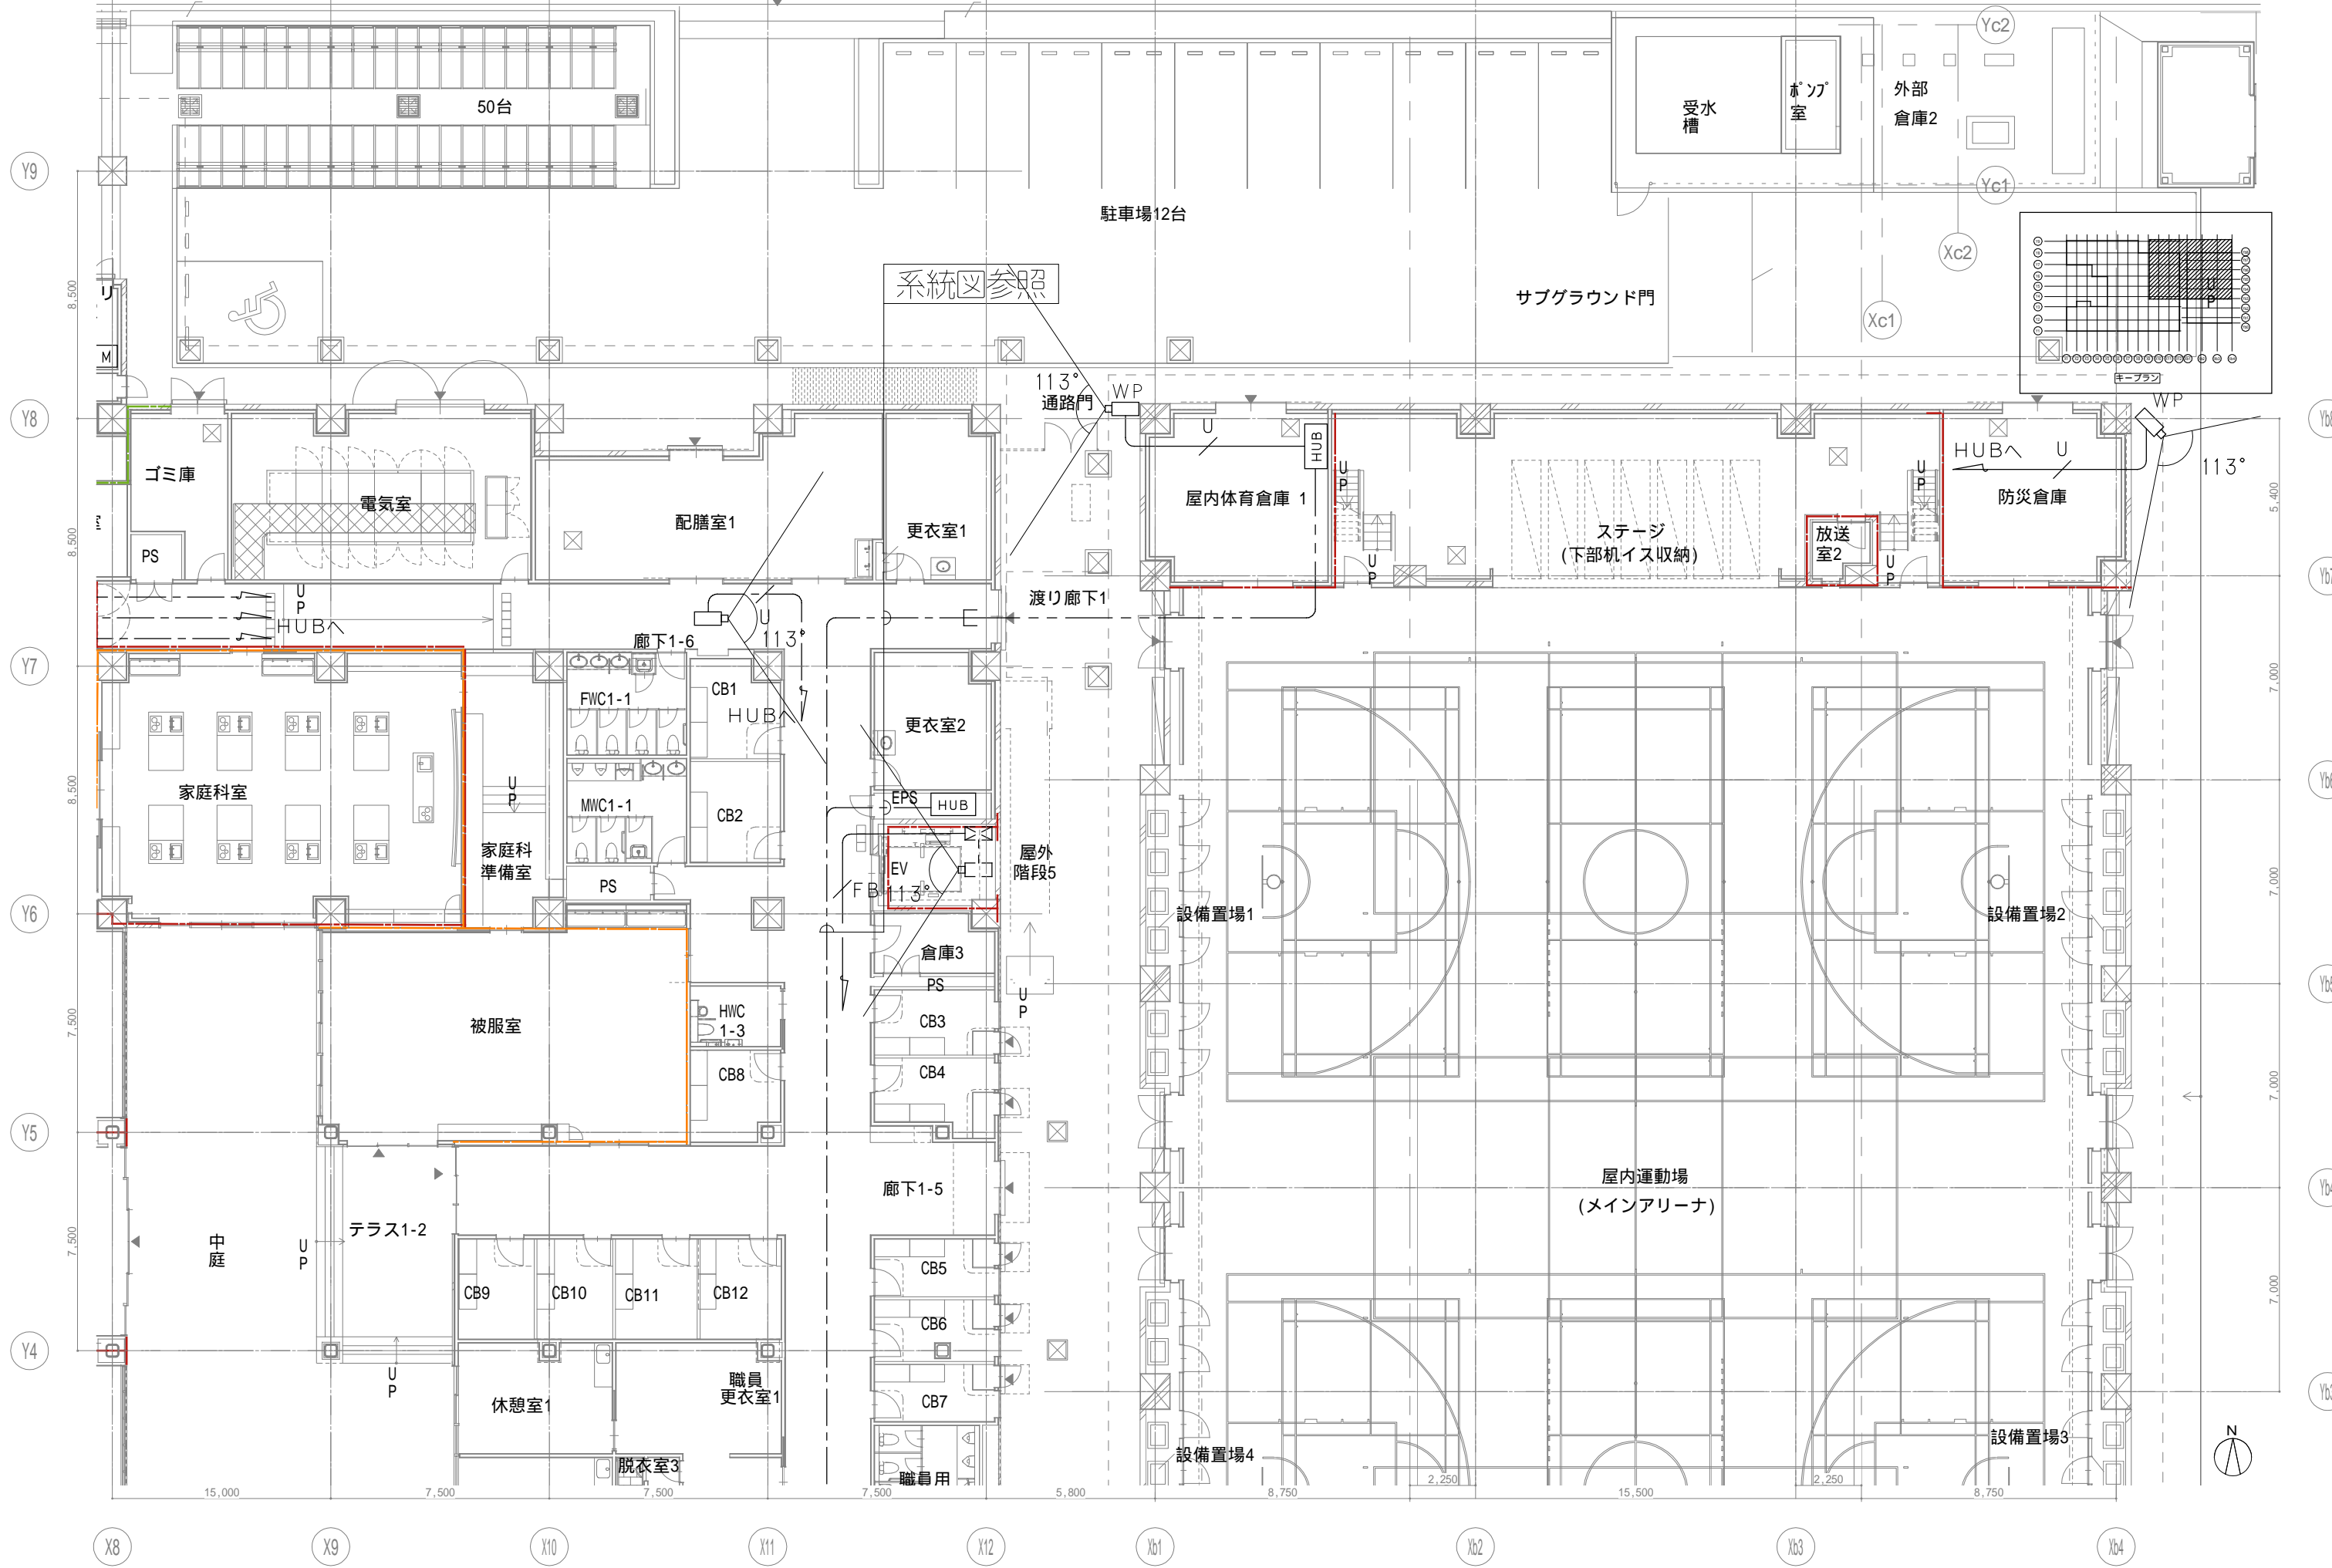 Yc2
50台
受水
槽
ﾎﾟﾝﾌﾟ
室
外部
倉庫2
Y9
Yc1
駐車場12台
Xc2
系統図参照
サブグラウンド門
Xc1
U
P
キープラン
8,500
リ
M
113°
通路門
WP
WP
Y8
U
HUB
HUBへ
U
113°
ゴミ庫
電気室
配膳室1
更衣室1
屋内体育倉庫 1
U
P
ステージ
(下部机イス収納)
放送
室2
U
P
防災倉庫
5,400
8,500
PS
U
P
U
P
U
P
HUBへ
U
113°
渡り廊下1
廊下1-6
Y7
FWC1-1
CB1
HUBへ
更衣室2
7,000
家庭科室
8,500
U
P
MWC1-1
CB2
EPS
HUB
家庭科
準備室
PS
EV
FB
113°
屋外
階段5
7,000
Y6
設備置場1
設備置場2
倉庫3
PS
U
P
被服室
HWC
1-3
CB3
7,500
CB8
CB4
7,000
Y5
廊下1-5
屋内運動場
(メインアリーナ)
中
庭
U
P
テラス1-2
7,500
CB9
CB10
CB11
CB12
CB5
CB6
7,000
Y4
U
P
休憩室1
職員
更衣室1
CB7
脱衣室3
職員用
設備置場4
設備置場3
N
15,000
7,500
7,500
7,500
5,800
8,750
2,250
15,500
2,250
8,750
X8
X9
X10
X11
X12
Xb1
Xb2
Xb3
Xb4